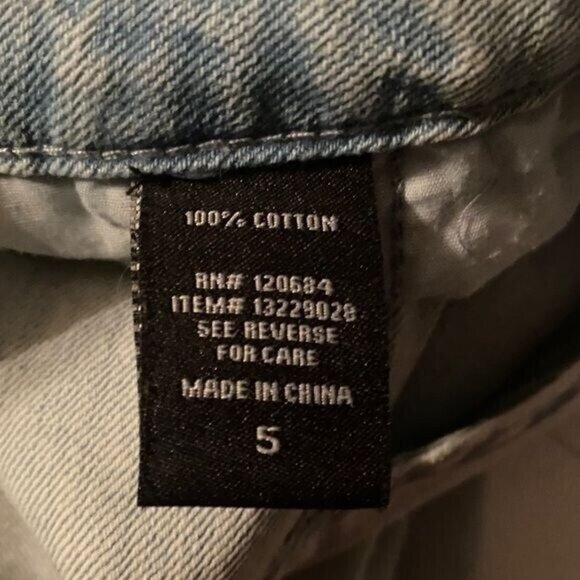 100% COTTON
RN# 120684
ITEM# 13229028
SEE REVERSE
FOR CARE
MADE IN CHINA
5